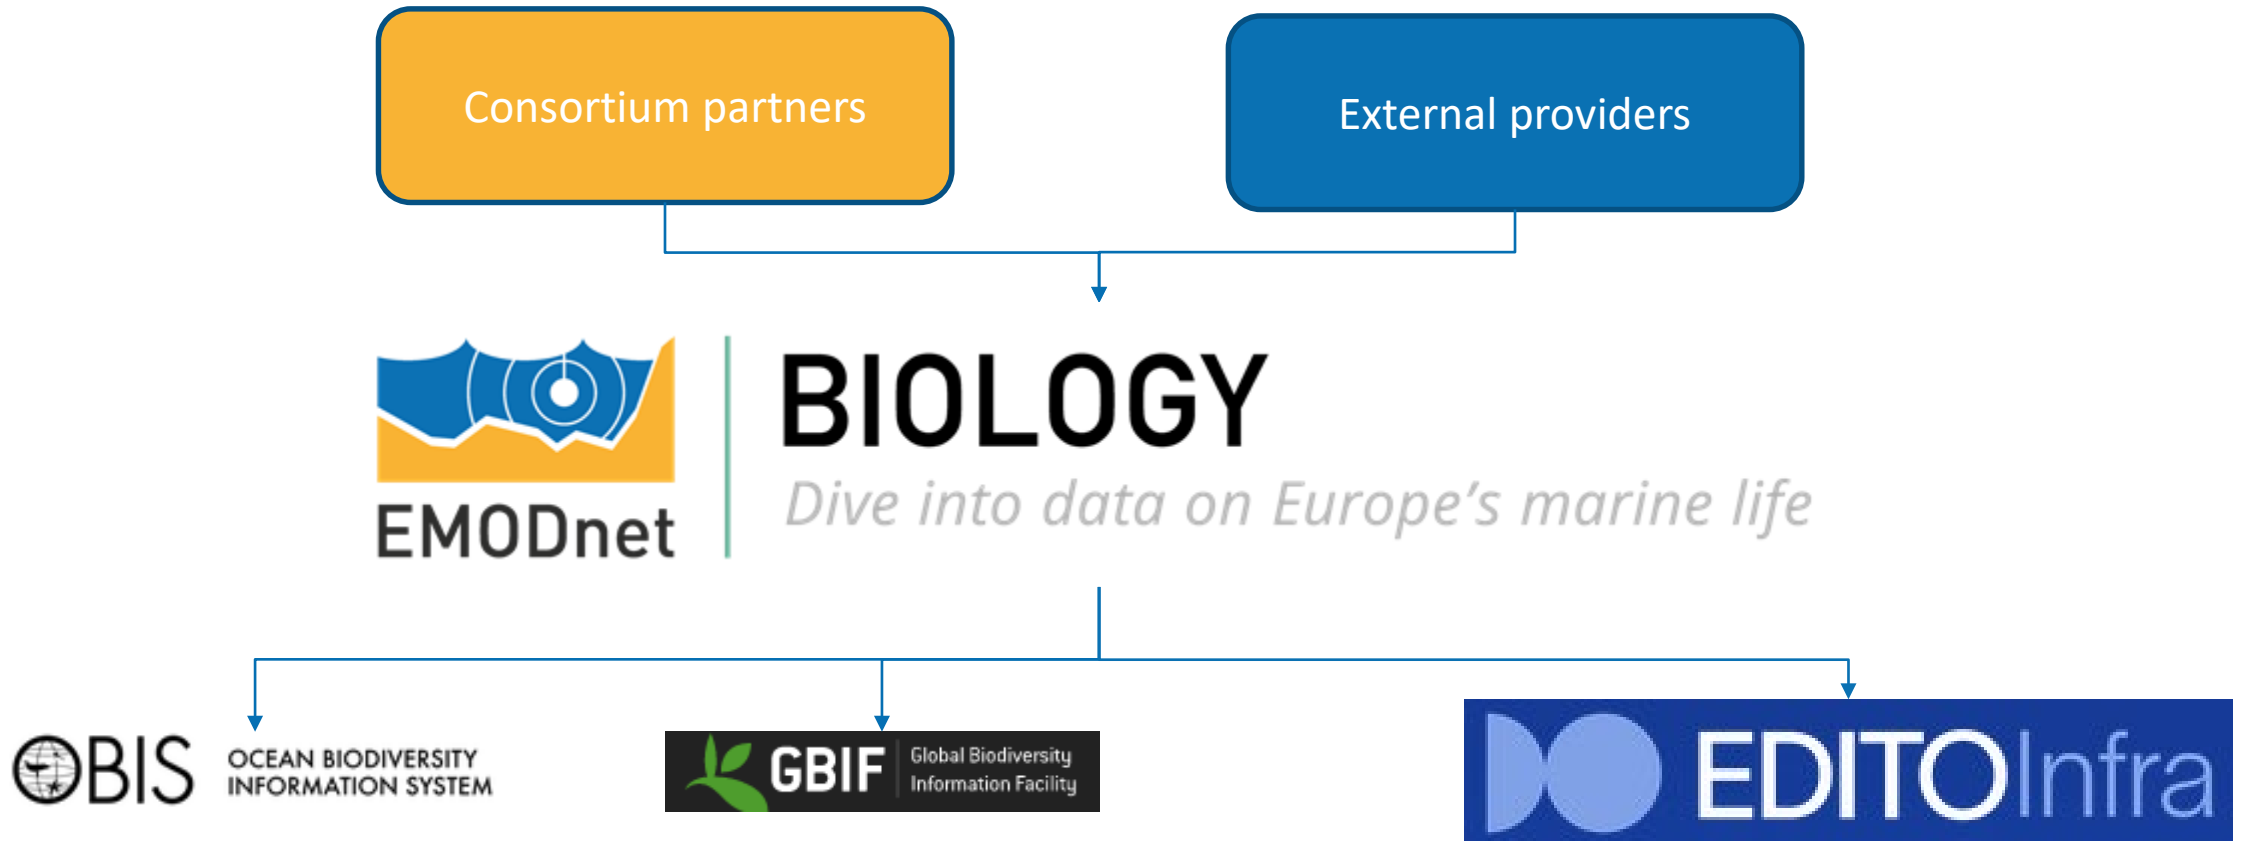 Consortium partners
External providers
EMODnet
BIOLOGY
Dive into data on Europe's marine life
OBIS
OCEAN BIODIVERSITY
INFORMATION SYSTEM
GBIF
Global Biodiversity
Information Facility
EDITOInfra